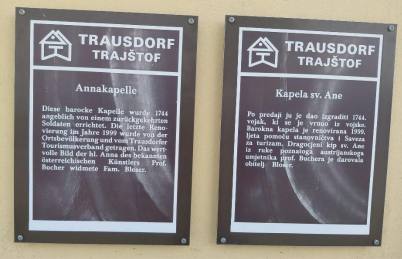 TRAUSDORF
TRAJŠTOF
Annakapelle
Diese barocke Kapelle wurde 1744
angeblich von einem zurückgekehrten
Soldaten errichtet. Die letzte Reno-
vierung im Jahre 1999 wurde von der
Ortsbevölkerung und vom Trausdorfer
Tourismusverband getragen. Das wert-
volle Bild der hl. Anna des bekannten
österreichischen Künstlers Prof.
Bucher widmete Fam. Bloser.
TRAUSDORF
TRAJŠTOF
Kapela sv. Ane
Po predaji ju je dao izgraditi 1744.
vojak, ki se je vrnuo iz vojske.
Barokna kapela je renovirana 1999.
ljeta pomoću stanovničtva i Saveza
za turizam. Dragocjeni kip sv. Ane
iz ruke poznatoga austrijanskoga
umjetnika prof. Buchera je darovala
obitelj Bloser.